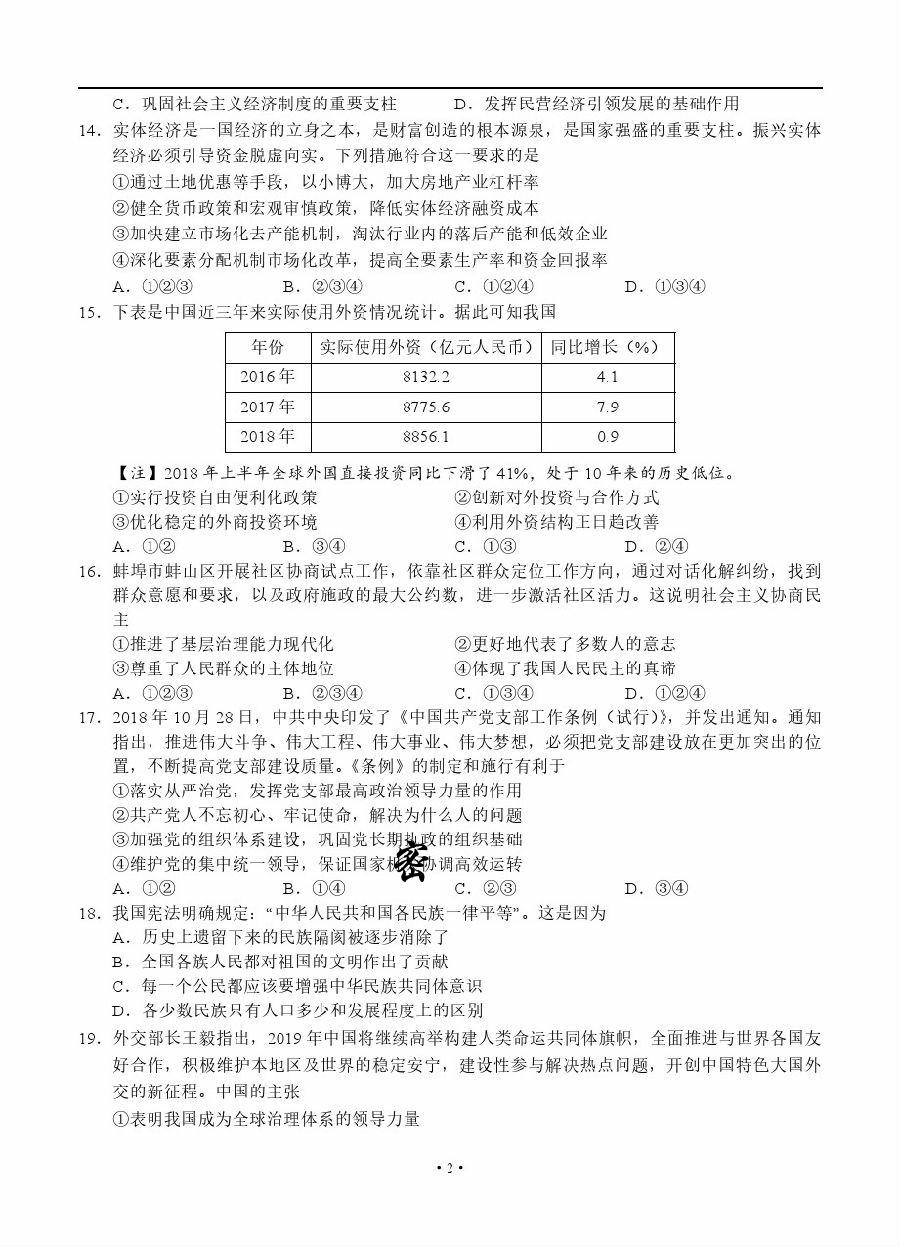 C．巩固社会主义经济制度的重要支柱 D．发挥民营经济引领发展的基础作用
14．实体经济是一国经济的立身之本，是财富创造的根本源泉，是国家强盛的重要支柱。振兴实体
经济必须引导资金脱虚向实。下列措施符合这一要求的是
①通过土地优惠等手段，以小博大，加大房地产业杠杆率
②健全货币政策和宏观审慎政策，降低实体经济融资成本
③加快建立市场化去产能机制，淘汰行业内的落后产能和低效企业
④深化要素分配机制市场化改革，提高全要素生产率和资金回报率
A．①②③ B．②③④ C．①②④ D．①③④
15．下表是中国近三年来实际使用外资情况统计。据此可知我国
年份 实际使用外资（亿元人民币） 同比增长（%）
2016年 8132.2 4.1
2017年 8775.6 7.9
2018年 8856.1 0.9
【注】2018年上半年全球外国直接投资同比下滑了41%，处于10年来的历史低位。
①实行投资自由便利化政策 ②创新对外投资与合作方式
③优化稳定的外商投资环境 ④利用外资结构正日趋改善
A．①② B．③④ C．①③ D．②④
16．蚌埠市蚌山区开展社区协商试点工作，依靠社区群众定位工作方向，通过对话化解纠纷，找到
群众意愿和要求，以及政府施政的最大公约数，进一步激活社区活力。这说明社会主义协商民
主
①推进了基层治理能力现代化 ②更好地代表了多数人的意志
③尊重了人民群众的主体地位 ④体现了我国人民民主的真谛
A．①②③ B．②③④ C．①③④ D．①②④
17．2018年10月28日，中共中央印发了《中国共产党支部工作条例（试行）》，并发出通知。通知
指出，推进伟大斗争、伟大工程、伟大事业、伟大梦想，必须把党支部建设放在更加突出的位
置，不断提高党支部建设质量。《条例》的制定和施行有利于
①落实从严治党，发挥党支部最高政治领导力量的作用
②共产党人不忘初心、牢记使命，解决为什么人的问题
③加强党的组织体系建设，巩固党长期执政的组织基础
④维护党的集中统一领导，保证国家机 协调高效运转
密
A．①② B．①④ C．②③ D．③④
18．我国宪法明确规定：“中华人民共和国各民族一律平等”。这是因为
A．历史上遗留下来的民族隔阂被逐步消除了
B．全国各族人民都对祖国的文明作出了贡献
C．每一个公民都应该要增强中华民族共同体意识
D．各少数民族只有人口多少和发展程度上的区别
19．外交部长王毅指出，2019年中国将继续高举构建人类命运共同体旗帜，全面推进与世界各国友
好合作，积极维护本地区及世界的稳定安宁，建设性参与解决热点问题，开创中国特色大国外
交的新征程。中国的主张
①表明我国成为全球治理体系的领导力量
·2·